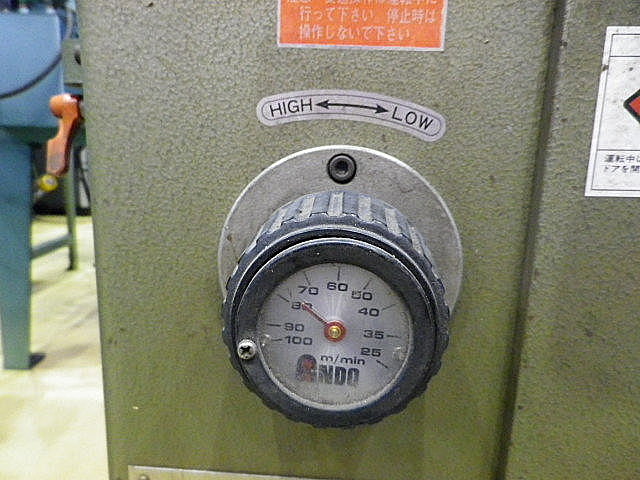 行って下さい 停止時は
操作しないで下さい
HIGH ↔ LOW
60
70 50
80 40
90 35
100 25
m/min
ANDO
運転中
ドアを開